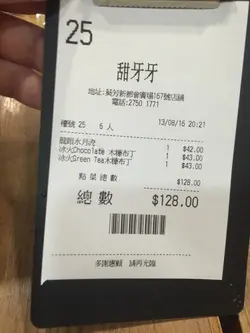 25
甜牙牙
地址:葵芳新都會廣場167號店舖
電話:2750 1771
檯號 25 6 人 13/08/16 20:21
水月流 1 $42.00
冰火Chocolate 木糠布丁 1 $43.00
冰火Green Tea木糠布丁 1 $43.00
點菜總數 $128.00
總數 $128.00
多謝惠顧 請再光臨